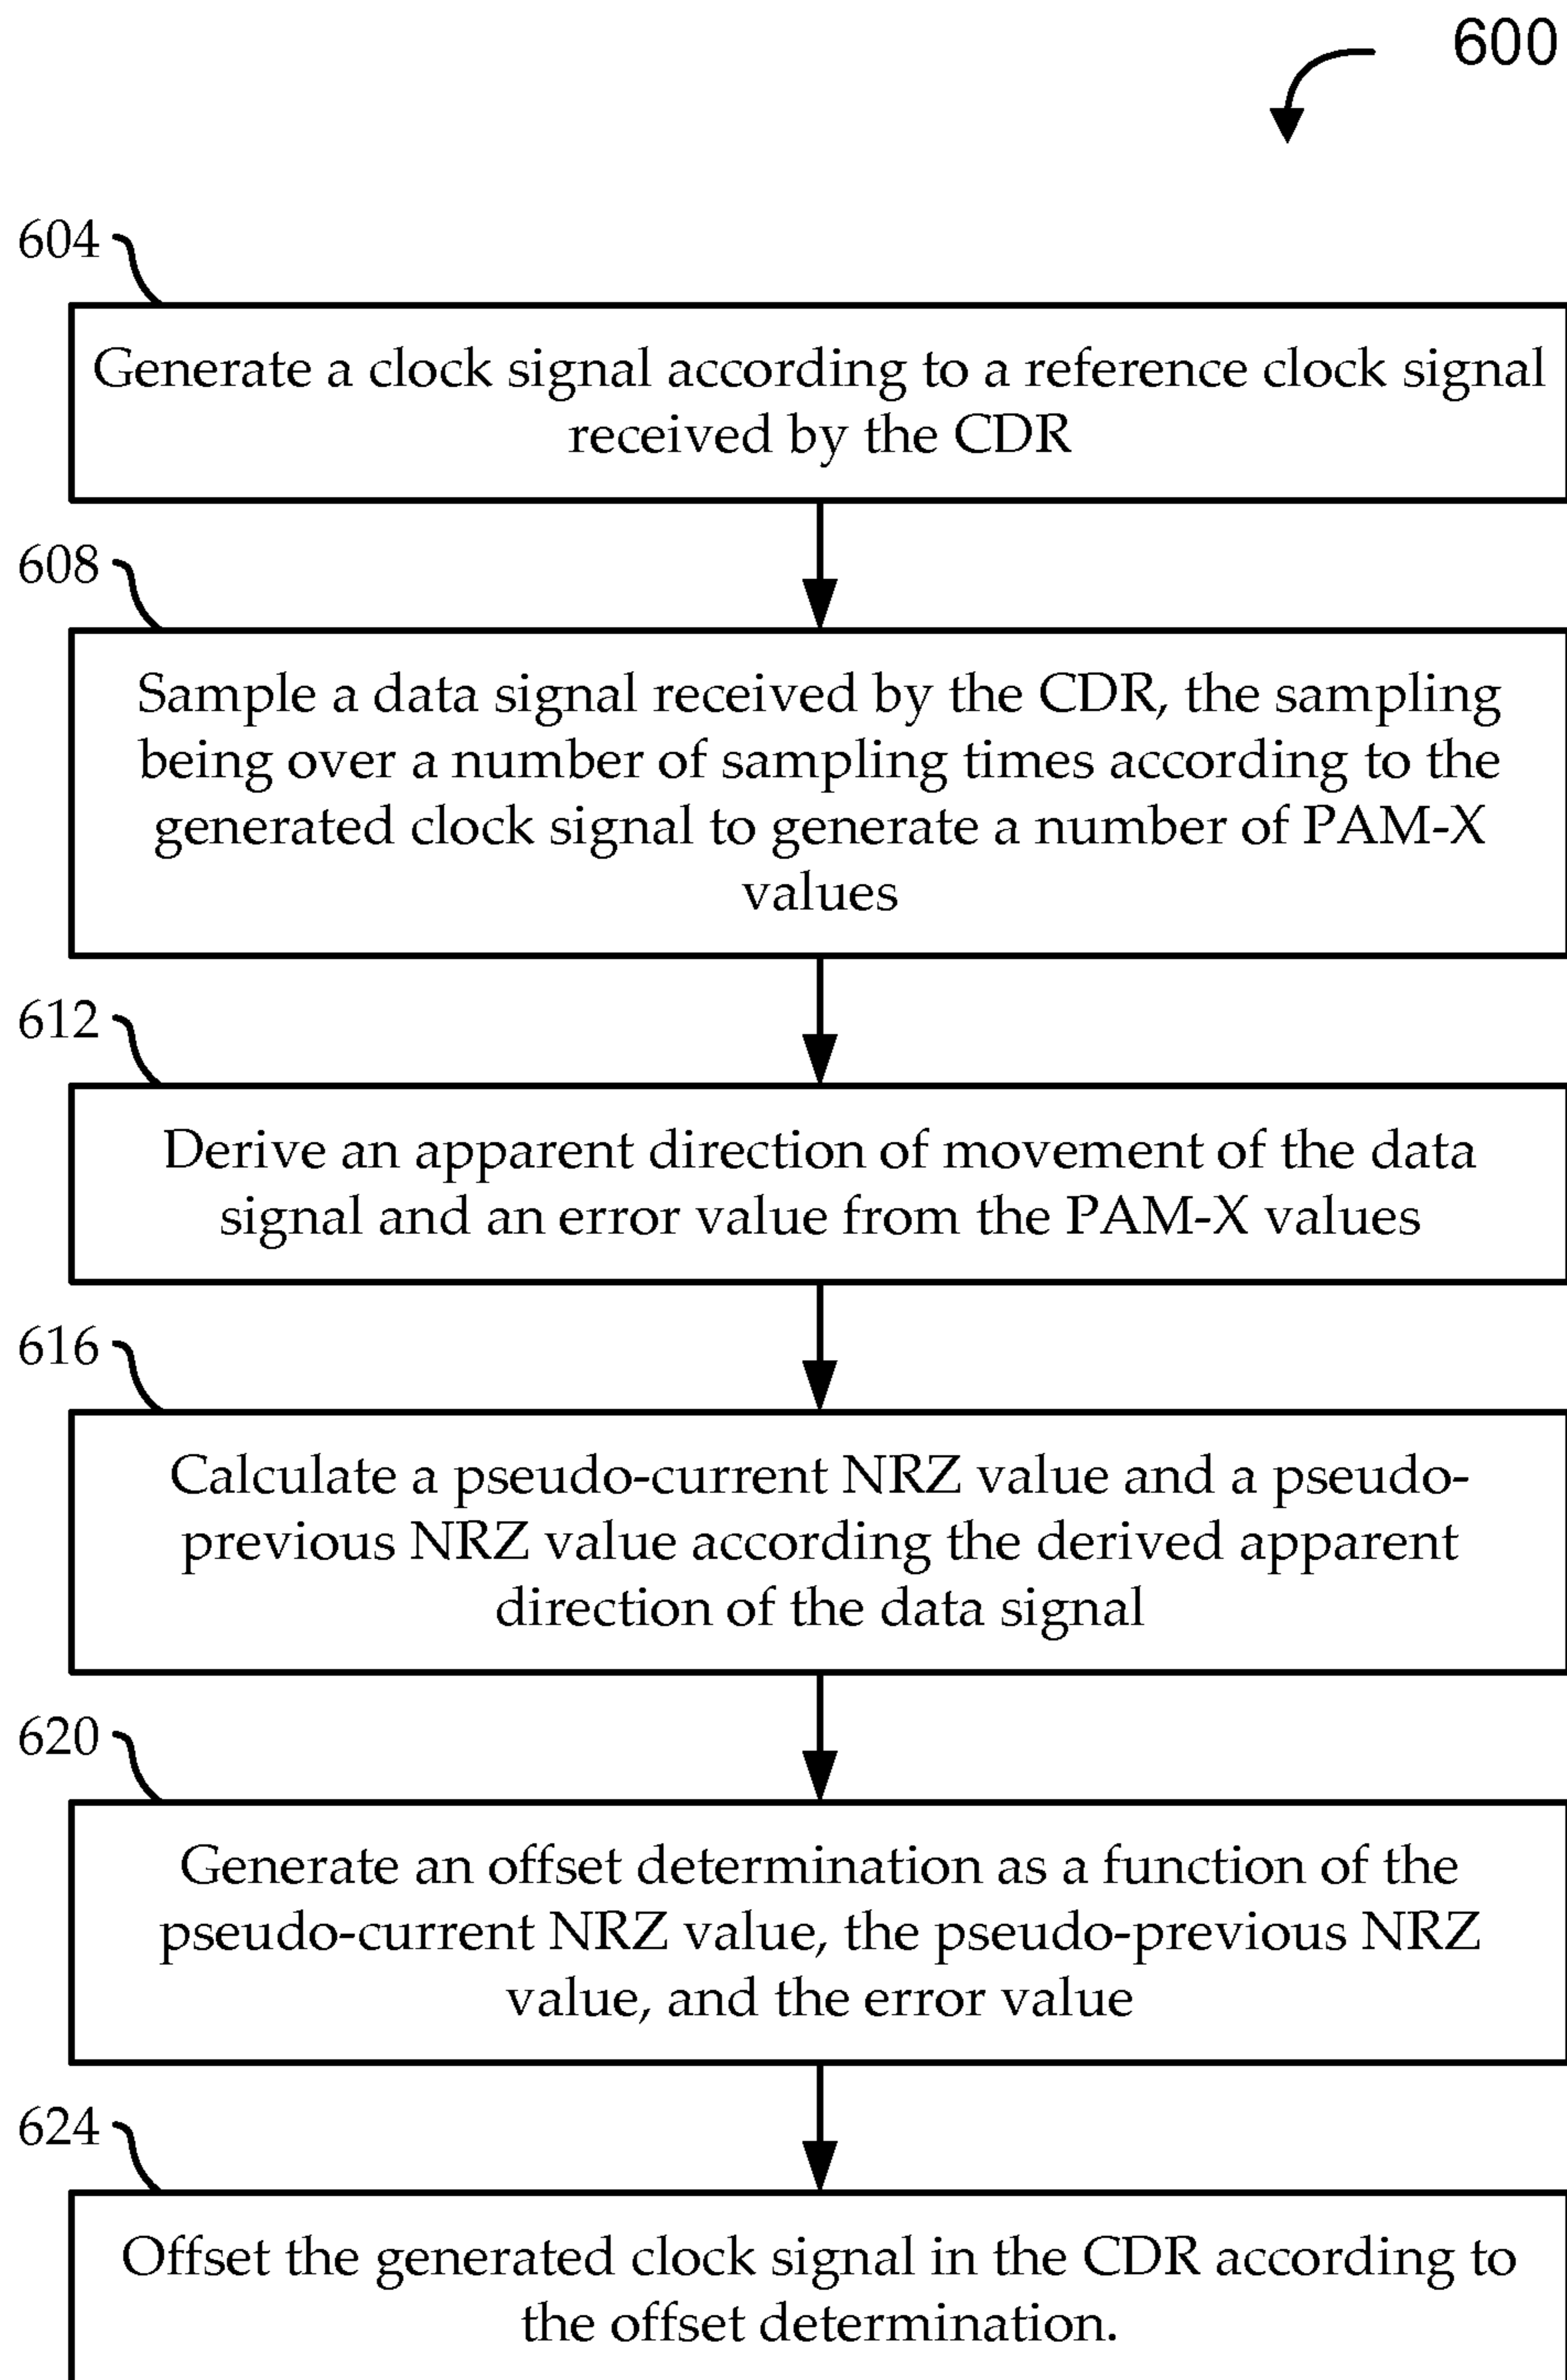 600
604
Generate a clock signal according to a reference clock signal
received by the CDR
608
Sample a data signal received by the CDR, the sampling
being over a number of sampling times according to the
generated clock signal to generate a number of PAM-X
values
612
Derive an apparent direction of movement of the data
signal and an error value from the PAM-X values
616
Calculate a pseudo-current NRZ value and a pseudo-
previous NRZ value according the derived apparent
direction of the data signal
620
Generate an offset determination as a function of the
pseudo-current NRZ value, the pseudo-previous NRZ
value, and the error value
624
Offset the generated clock signal in the CDR according to
the offset determination.